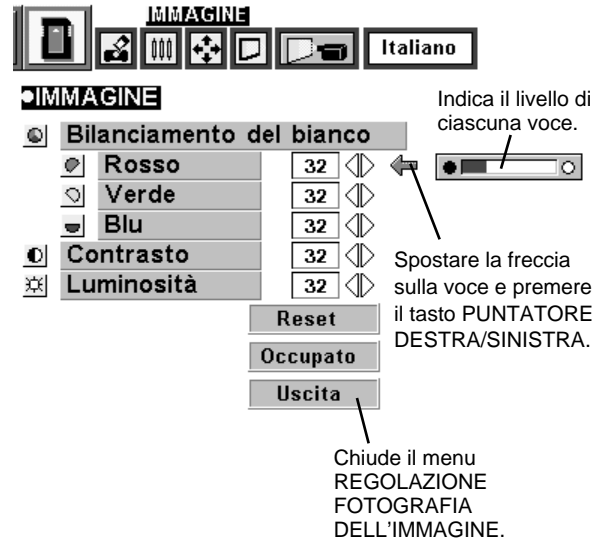 IMMAGINE
Italiano
●IMMAGINE
Indica il livello di
ciascuna voce.
Bilanciamento del bianco
Rosso 32
Verde 32
Blu 32
Contrasto 32
Luminosità 32
Spostare la freccia
sulla voce e premere
il tasto PUNTATORE
DESTRA/SINISTRA.
Reset
Occupato
Uscita
Chiude il menu
REGOLAZIONE
FOTOGRAFIA
DELL'IMMAGINE.